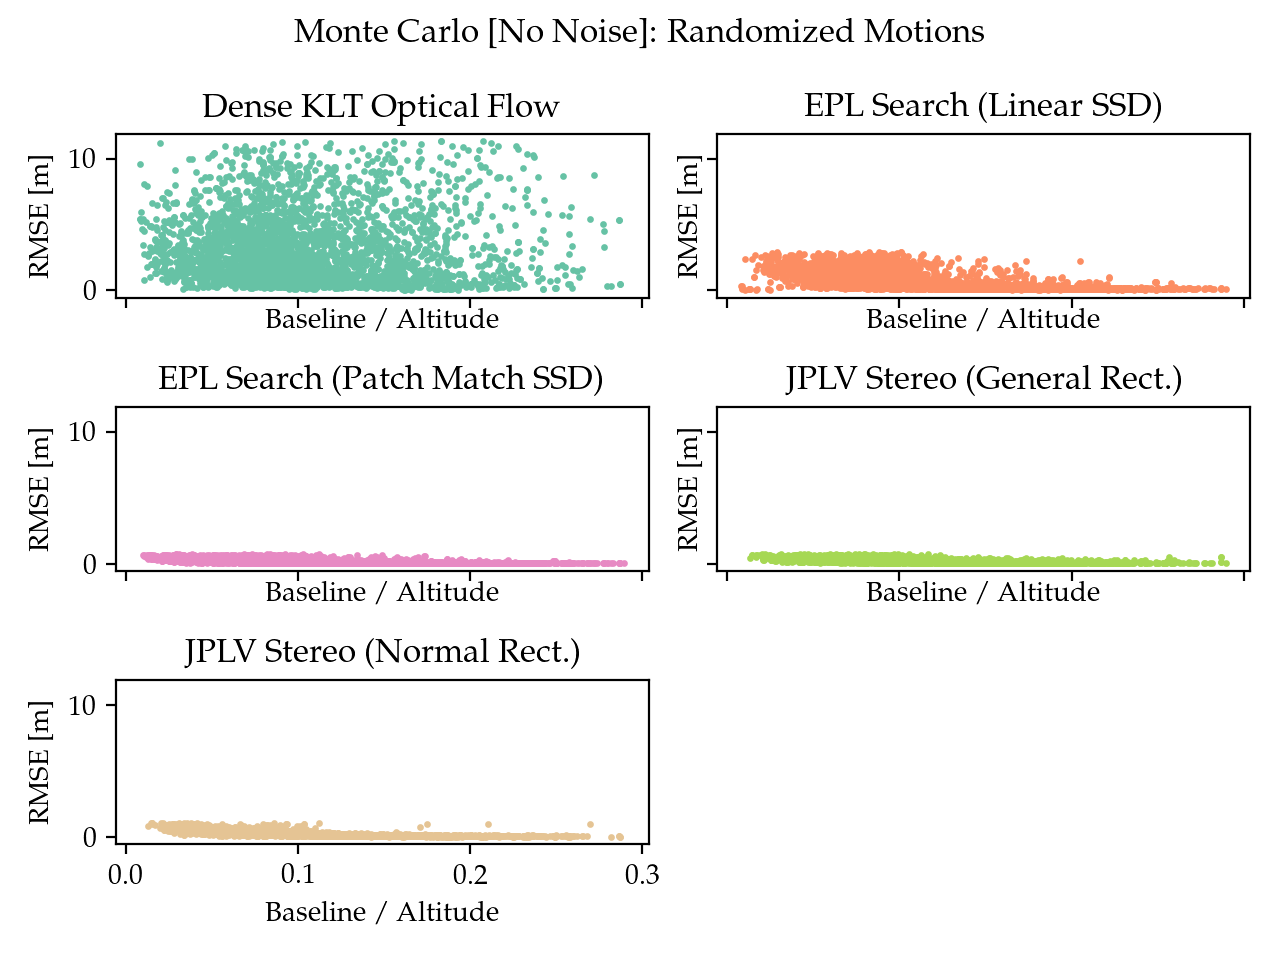 Monte Carlo [No Noise]: Randomized Motions
Dense KLT Optical Flow
EPL Search (Linear SSD)
10
0
RMSE [m]
RMSE [m]
Baseline / Altitude
Baseline / Altitude
EPL Search (Patch Match SSD)
JPLV Stereo (General Rect.)
10
0
RMSE [m]
RMSE [m]
Baseline / Altitude
Baseline / Altitude
JPLV Stereo (Normal Rect.)
10
0
RMSE [m]
0.0 0.1 0.2 0.3
Baseline / Altitude